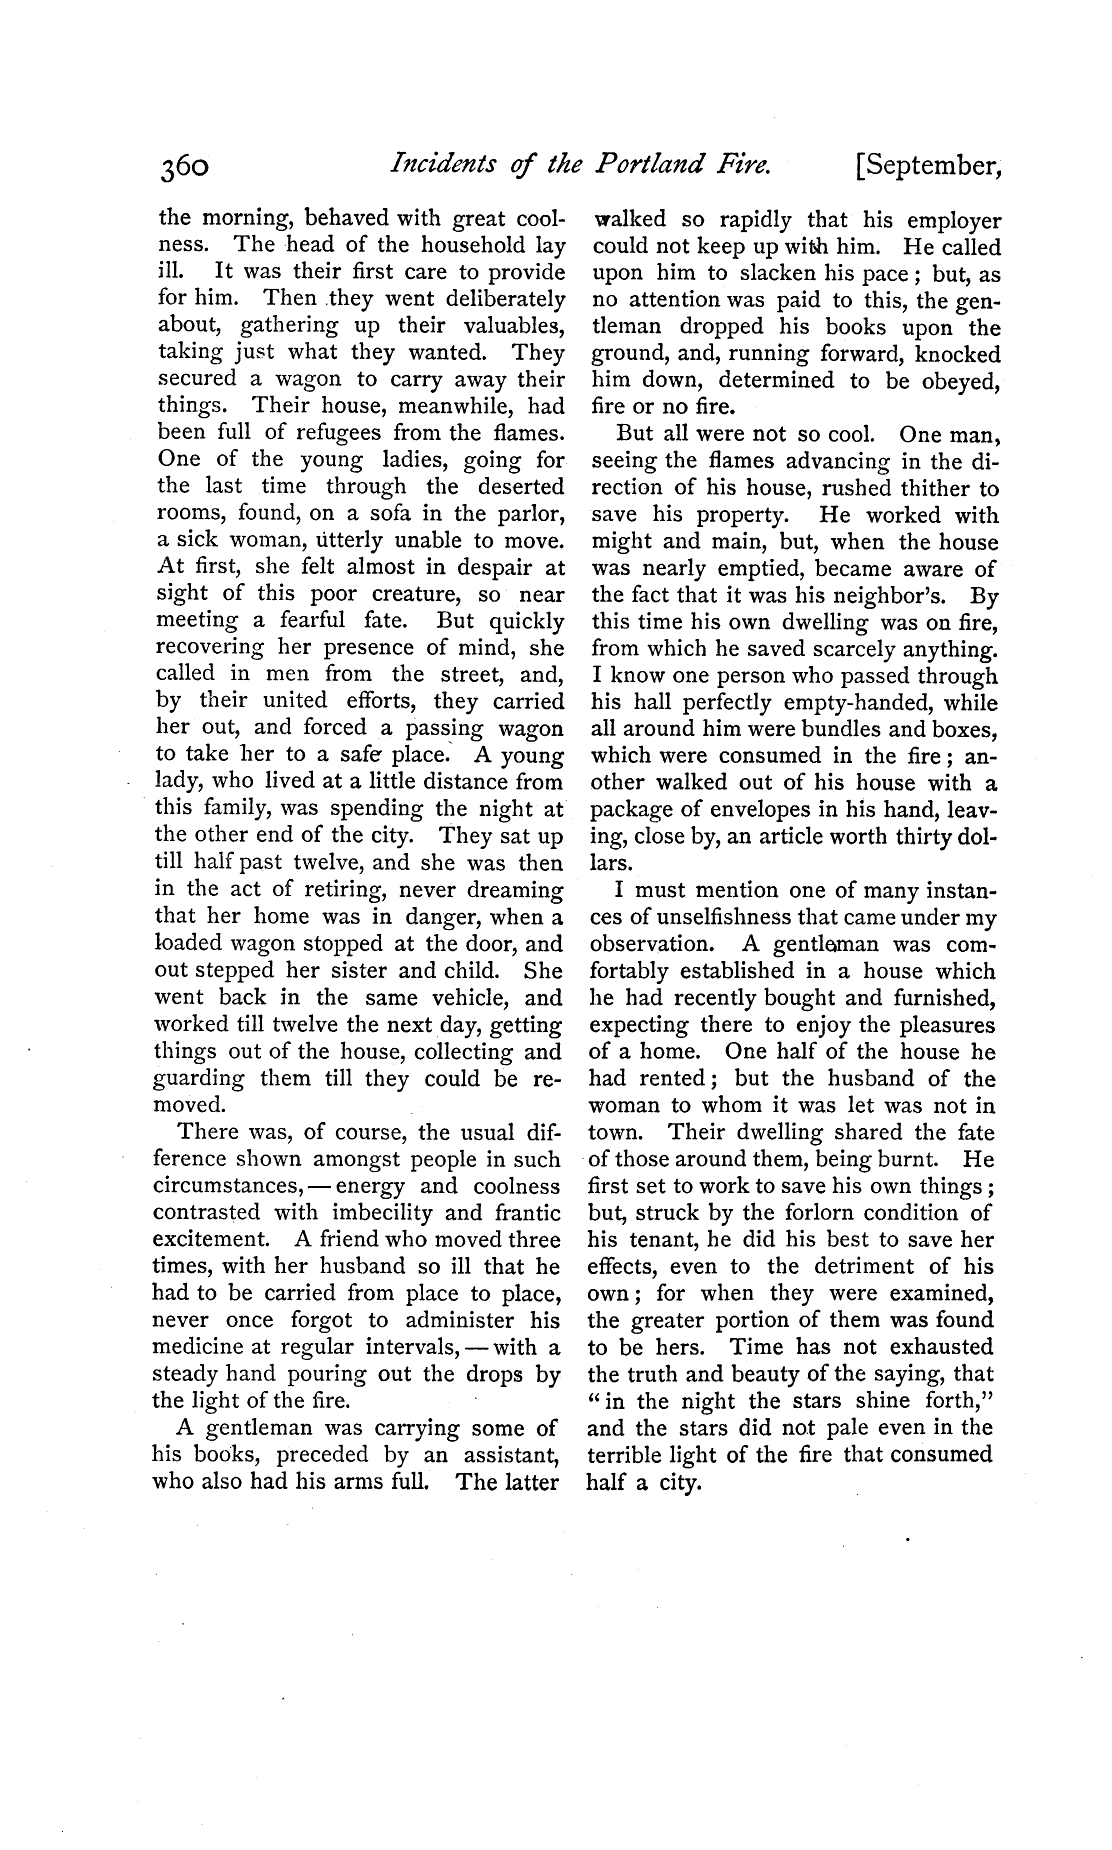 360 Incidents of the Portland Fire. [September,
the morning, behaved with great cool-
ness. The head of the household lay
ill. It was their first care to provide
for him. Then they went deliberately
about, gathering up their valuables,
taking just what they wanted. They
secured a wagon to carry away their
things. Their house, meanwhile, had
been full of refugees from the flames.
One of the young ladies, going for
the last time through the deserted
rooms, found, on a sofa in the parlor,
a sick woman, utterly unable to move.
At first, she felt almost in despair at
sight of this poor creature, so near
meeting a fearful fate. But quickly
recovering her presence of mind, she
called in men from the street, and,
by their united efforts, they carried
her out, and forced a passing wagon
to take her to a safe place. A young
lady, who lived at a little distance from
this family, was spending the night at
the other end of the city. They sat up
till half past twelve, and she was then
in the act of retiring, never dreaming
that her home was in danger, when a
loaded wagon stopped at the door, and
out stepped her sister and child. She
went back in the same vehicle, and
worked till twelve the next day, getting
things out of the house, collecting and
guarding them till they could be re-
moved.
There was, of course, the usual dif-
ference shown amongst people in such
circumstances, — energy and coolness
contrasted with imbecility and frantic
excitement. A friend who moved three
times, with her husband so ill that he
had to be carried from place to place,
never once forgot to administer his
medicine at regular intervals, — with a
steady hand pouring out the drops by
the light of the fire.
A gentleman was carrying some of
his books, preceded by an assistant,
who also had his arms full. The latter
walked so rapidly that his employer
could not keep up with him. He called
upon him to slacken his pace; but, as
no attention was paid to this, the gen-
tleman dropped his books upon the
ground, and, running forward, knocked
him down, determined to be obeyed,
fire or no fire.
But all were not so cool. One man,
seeing the flames advancing in the di-
rection of his house, rushed thither to
save his property. He worked with
might and main, but, when the house
was nearly emptied, became aware of
the fact that it was his neighbor's. By
this time his own dwelling was on fire,
from which he saved scarcely anything.
I know one person who passed through
his hall perfectly empty-handed, while
all around him were bundles and boxes,
which were consumed in the fire; an-
other walked out of his house with a
package of envelopes in his hand, leav-
ing, close by, an article worth thirty dol-
lars.
I must mention one of many instan-
ces of unselfishness that came under my
observation. A gentleman was com-
fortably established in a house which
he had recently bought and furnished,
expecting there to enjoy the pleasures
of a home. One half of the house he
had rented; but the husband of the
woman to whom it was let was not in
town. Their dwelling shared the fate
of those around them, being burnt. He
first set to work to save his own things;
but, struck by the forlorn condition of
his tenant, he did his best to save her
effects, even to the detriment of his
own; for when they were examined,
the greater portion of them was found
to be hers. Time has not exhausted
the truth and beauty of the saying, that
"in the night the stars shine forth,"
and the stars did not pale even in the
terrible light of the fire that consumed
half a city.